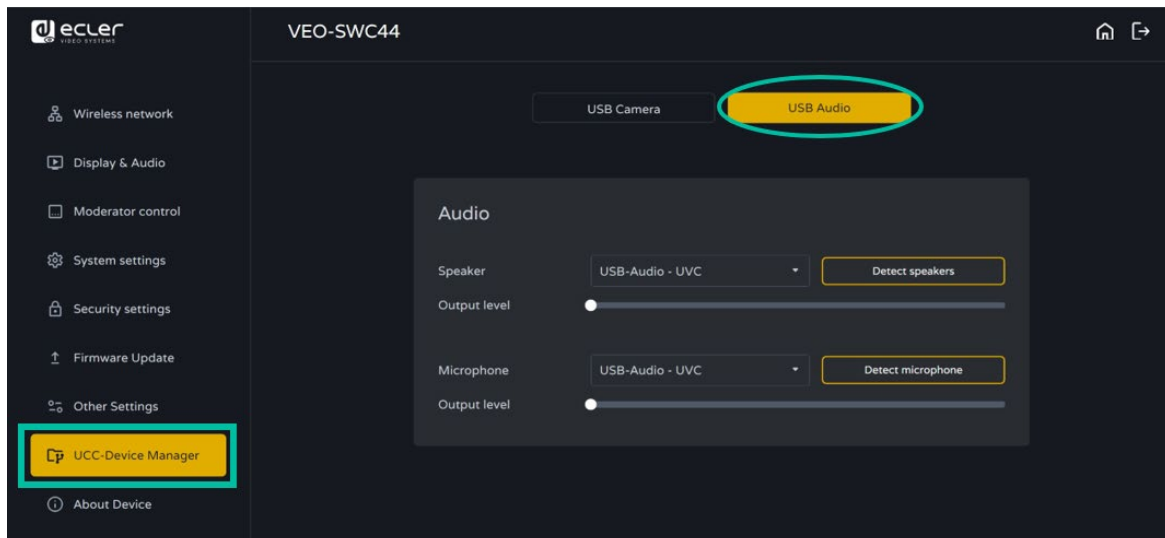 ecler
VIDEO SYSTEMS
VEO-SWC44
Wireless network
Display & Audio
Moderator control
System settings
Security settings
Firmware Update
Other Settings
UCC-Device Manager
About Device
USB Camera
USB Audio
Audio
Speaker
USB-Audio - UVC
Detect speakers
Output level
Microphone
USB-Audio - UVC
Detect microphone
Output level